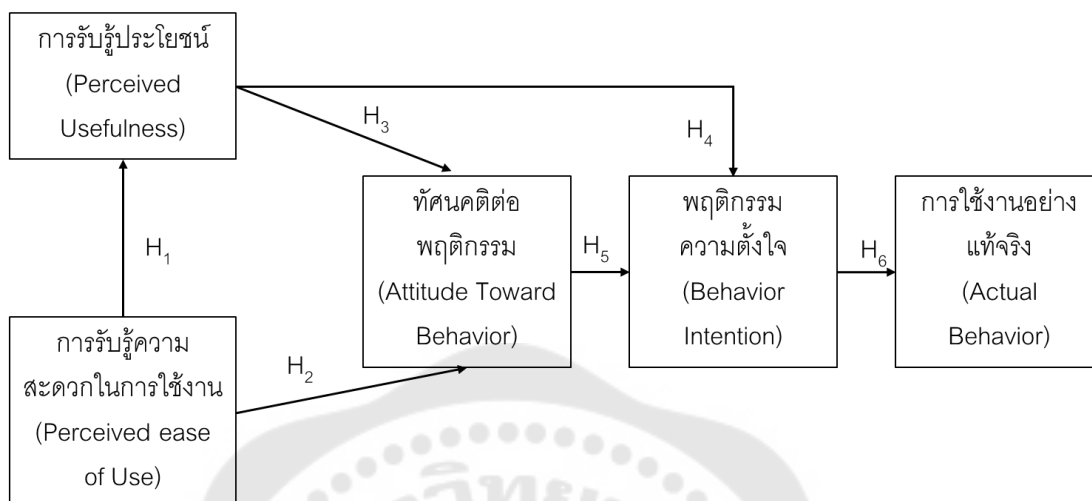 การรับรู้ประโยชน์
(Perceived
Usefulness)
H3
H4
ทัศนคติต่อ
พฤติกรรม
(Attitude Toward
Behavior)
H5
พฤติกรรม
ความตั้งใจ
(Behavior
Intention)
H6
การใช้งานอย่าง
แท้จริง
(Actual
Behavior)
H1
การรับรู้ความ
สะดวกในการใช้งาน
(Perceived ease
of Use)
H2